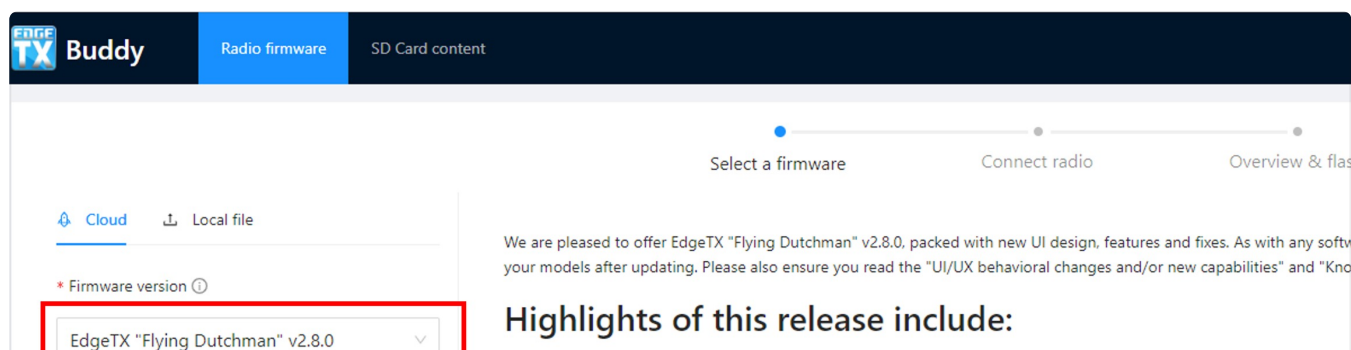 EDGE TX Buddy Radio firmware SD Card content
Select a firmware Connect radio Overview & flas
Cloud Local file
We are pleased to offer EdgeTX "Flying Dutchman" v2.8.0, packed with new UI design, features and fixes. As with any softw
your models after updating. Please also ensure you read the "UI/UX behavioral changes and/or new capabilities" and "Kno
* Firmware version
Highlights of this release include:
EdgeTX "Flying Dutchman" v2.8.0